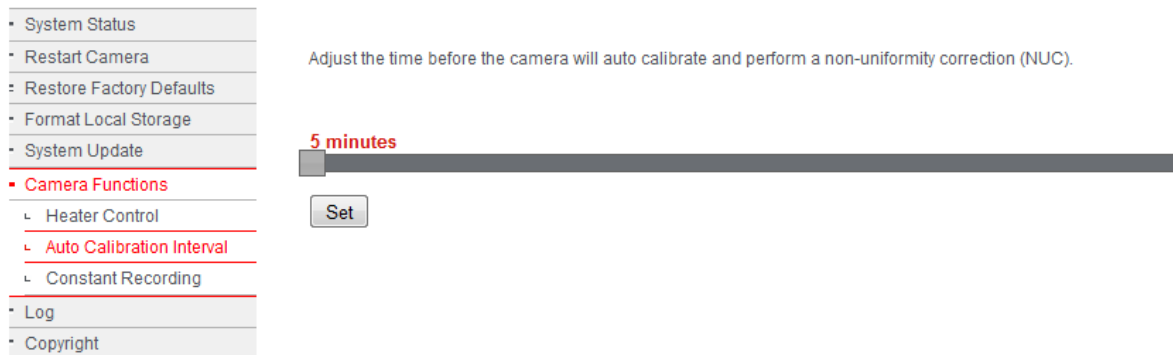 System Status
Restart Camera
Restore Factory Defaults
Format Local Storage
System Update
Camera Functions
Heater Control
Auto Calibration Interval
Constant Recording
Log
Copyright
Adjust the time before the camera will auto calibrate and perform a non-uniformity correction (NUC).
5 minutes
Set